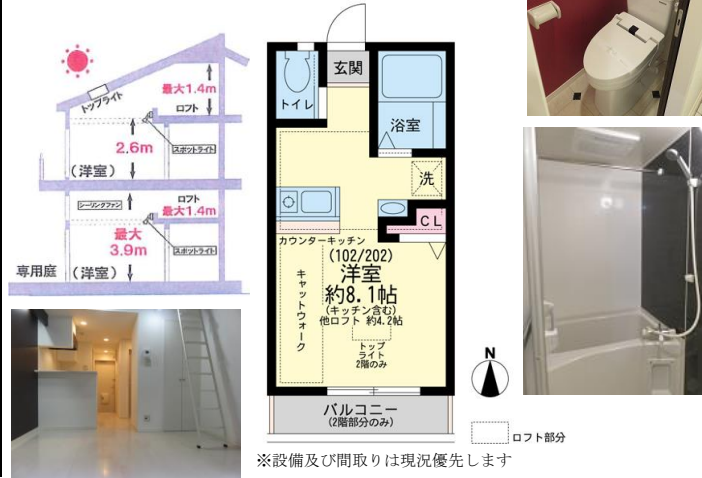 最大1.4m
トップライト
ロフト
2.6m
スポットライト
(洋室)
シーリングファン
ロフト
最大1.4m
最大
3.9m
スポットライト
専用庭
(洋室)
玄関
トイレ
浴室
洗
CL
カウンターキッチン
(102/202)
洋室
約8.1帖
(キッチン含む)
他ロフト 約4.2帖
キャットウォーク
トップ
ライト
2階のみ
バルコニー
(2階部分のみ)
N
ロフト部分
※設備及び間取りは現況優先します